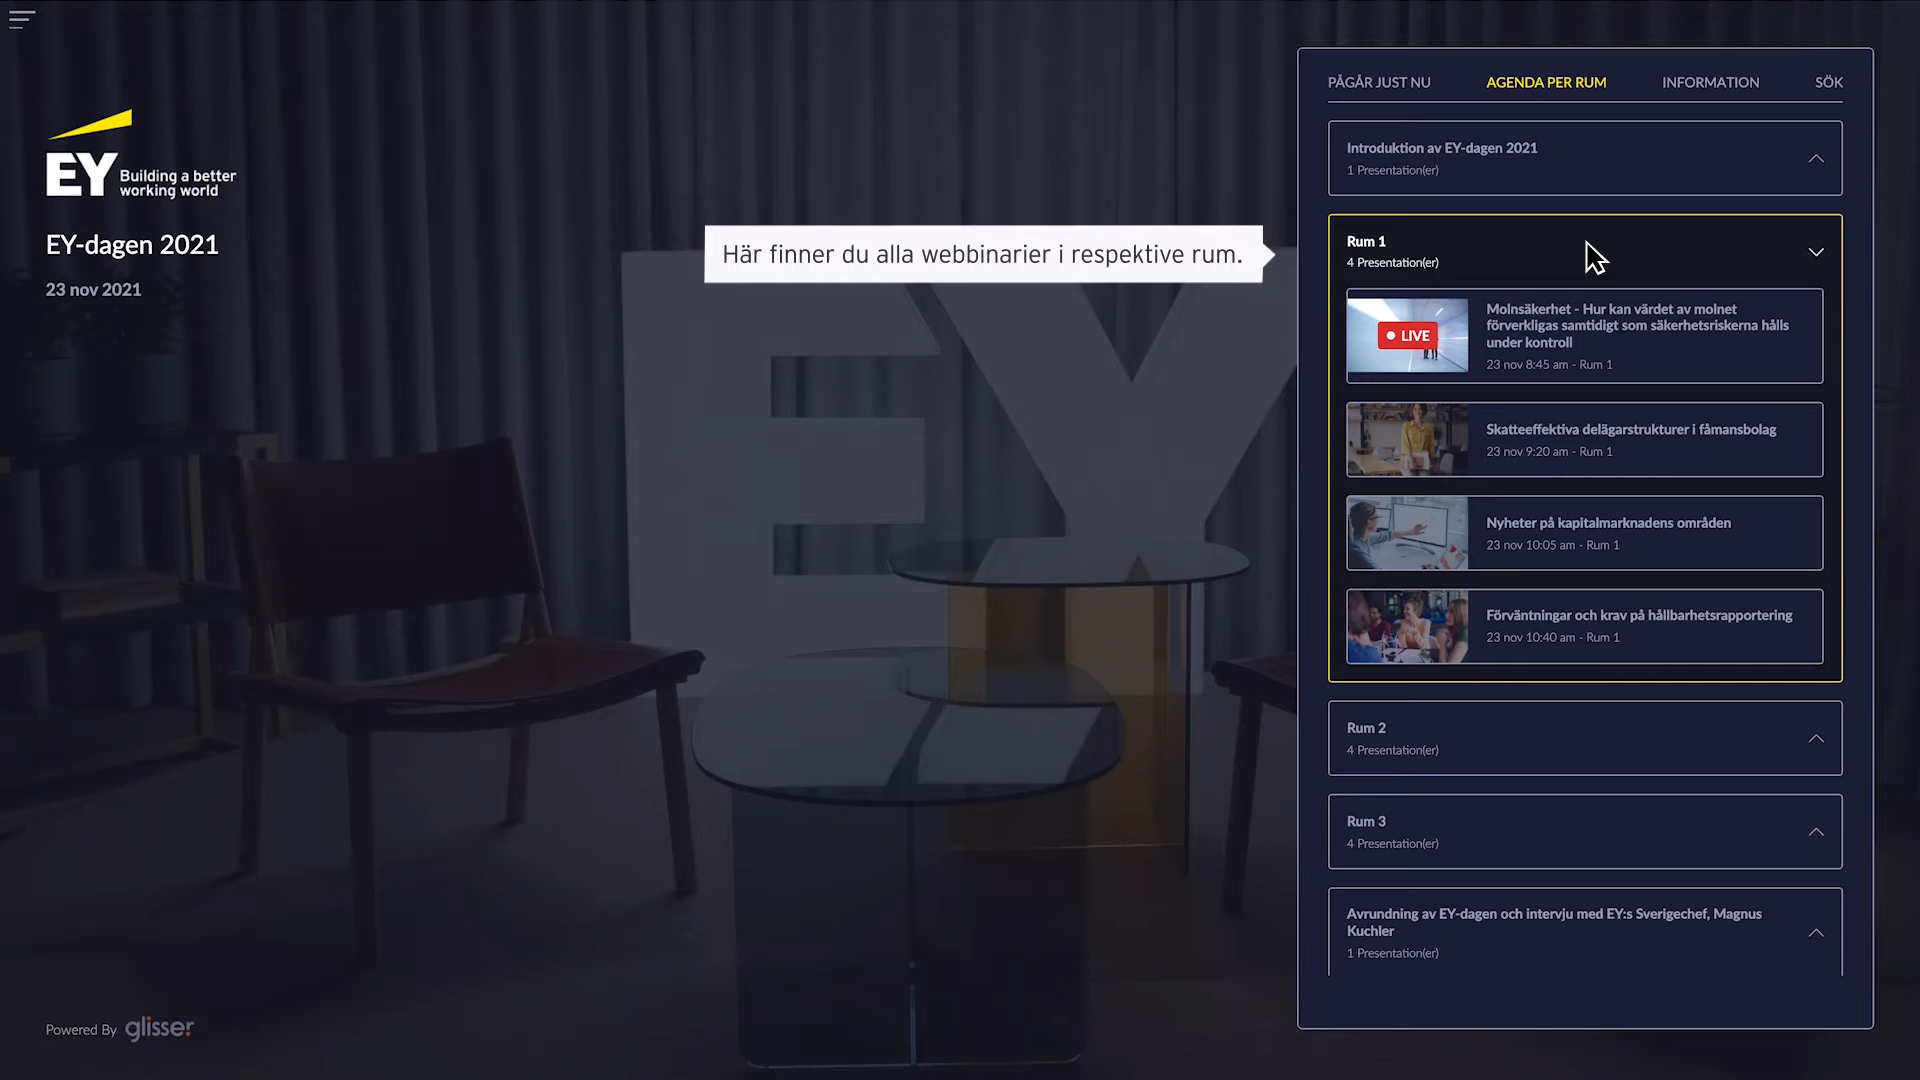 EY Building a better
working world
EY-dagen 2021
23 nov 2021
Här finner du alla webbinarier i respektive rum.
EY
PÅGÅR JUST NU AGENDA PER RUM INFORMATION SÖK
Introduktion av EY-dagen 2021
1 Presentation(er)
Rum 1
4 Presentation(er)
LIVE
Molnsäkerhet - Hur kan värdet av molnet
förverkligas samtidigt som säkerhetsriskerna hålls
under kontroll
23 nov 8:45 am - Rum 1
Skatteeffektiva delägarstrukturer i fåmansbolag
23 nov 9:20 am - Rum 1
Nyheter på kapitalmarknadens områden
23 nov 10:05 am - Rum 1
Förväntningar och krav på hållbarhetsrapportering
23 nov 10:40 am - Rum 1
Rum 2
4 Presentation(er)
Rum 3
4 Presentation(er)
Avrundning av EY-dagen och intervju med EY:s Sverigechef, Magnus
Kuchler
1 Presentation(er)
Powered By glisser